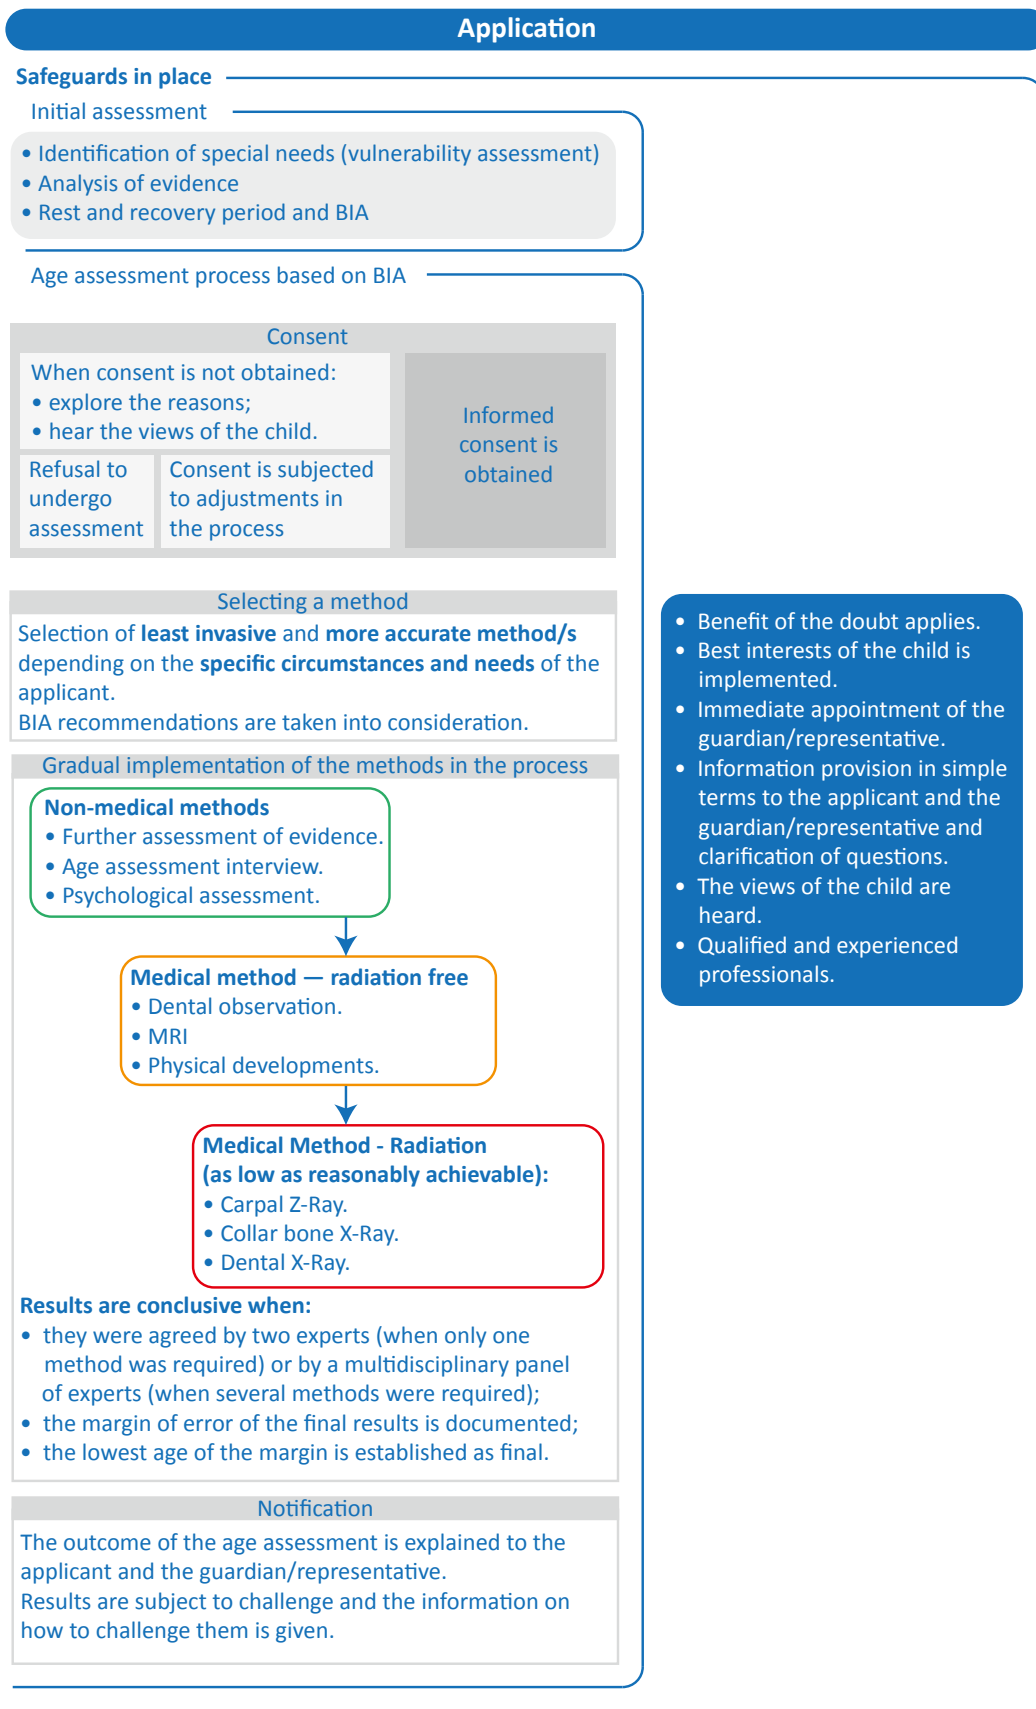 Application
Safeguards in place
Initial assessment
• Identification of special needs (vulnerability assessment)
• Analysis of evidence
• Rest and recovery period and BIA
Age assessment process based on BIA
Consent
When consent is not obtained:
• explore the reasons;
• hear the views of the child.
Refusal to
undergo
assessment
Consent is subjected
to adjustments in
the process
Informed
consent is
obtained
Selecting a method
Selection of least invasive and more accurate method/s
depending on the specific circumstances and needs of the
applicant.
BIA recommendations are taken into consideration.
Gradual implementation of the methods in the process
Non-medical methods
• Further assessment of evidence.
• Age assessment interview.
• Psychological assessment.
Medical method — radiation free
• Dental observation.
• MRI
• Physical developments.
Medical Method - Radiation
(as low as reasonably achievable):
• Carpal Z-Ray.
• Collar bone X-Ray.
• Dental X-Ray.
Results are conclusive when:
• they were agreed by two experts (when only one
method was required) or by a multidisciplinary panel
of experts (when several methods were required);
• the margin of error of the final results is documented;
• the lowest age of the margin is established as final.
Notification
The outcome of the age assessment is explained to the
applicant and the guardian/representative.
Results are subject to challenge and the information on
how to challenge them is given.
• Benefit of the doubt applies.
• Best interests of the child is
implemented.
• Immediate appointment of the
guardian/representative.
• Information provision in simple
terms to the applicant and the
guardian/representative and
clarification of questions.
• The views of the child are
heard.
• Qualified and experienced
professionals.